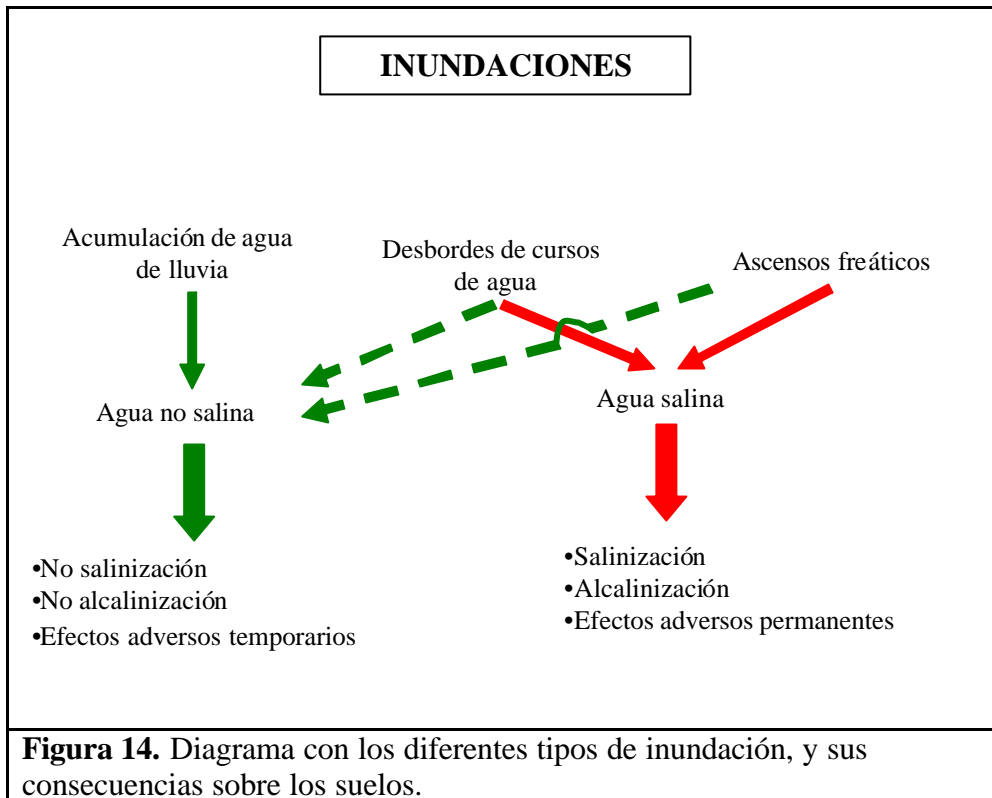 INUNDACIONES
Acumulación de agua
de lluvia
Desbordes de cursos
de agua
Ascensos freáticos
Agua no salina
Agua salina
•No salinización
•No alcalinización
•Efectos adversos temporarios
•Salinización
•Alcalinización
•Efectos adversos permanentes
Figura 14. Diagrama con los diferentes tipos de inundación, y sus
consecuencias sobre los suelos.